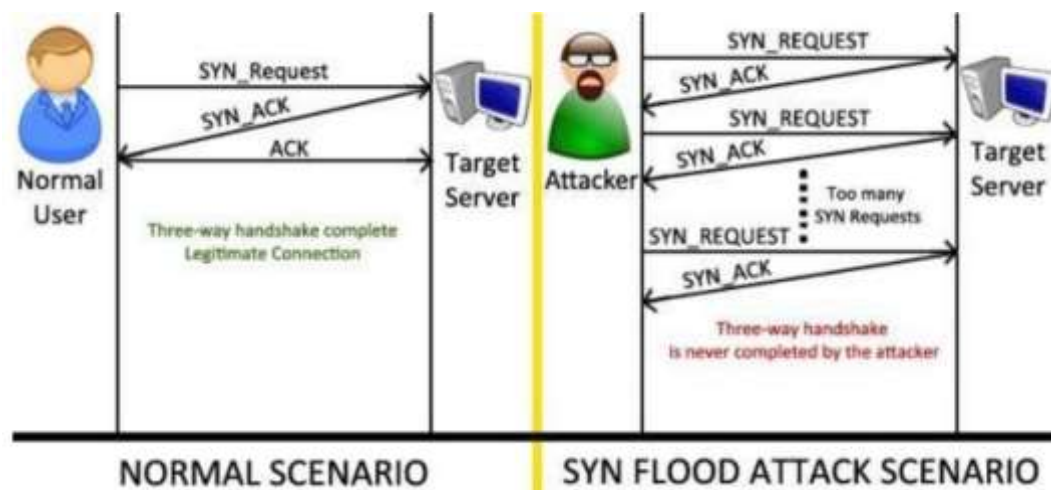 SYN_Request
SYN_ACK
ACK
Normal
User
Target
Server
Three-way handshake complete
Legitimate Connection
NORMAL SCENARIO
SYN_REQUEST
SYN_ACK
SYN_REQUEST
SYN_ACK
Attacker
Target
Server
Too many
SYN Requests
SYN_REQUEST
SYN_ACK
Three-way handshake
is never completed by the attacker
SYN FLOOD ATTACK SCENARIO